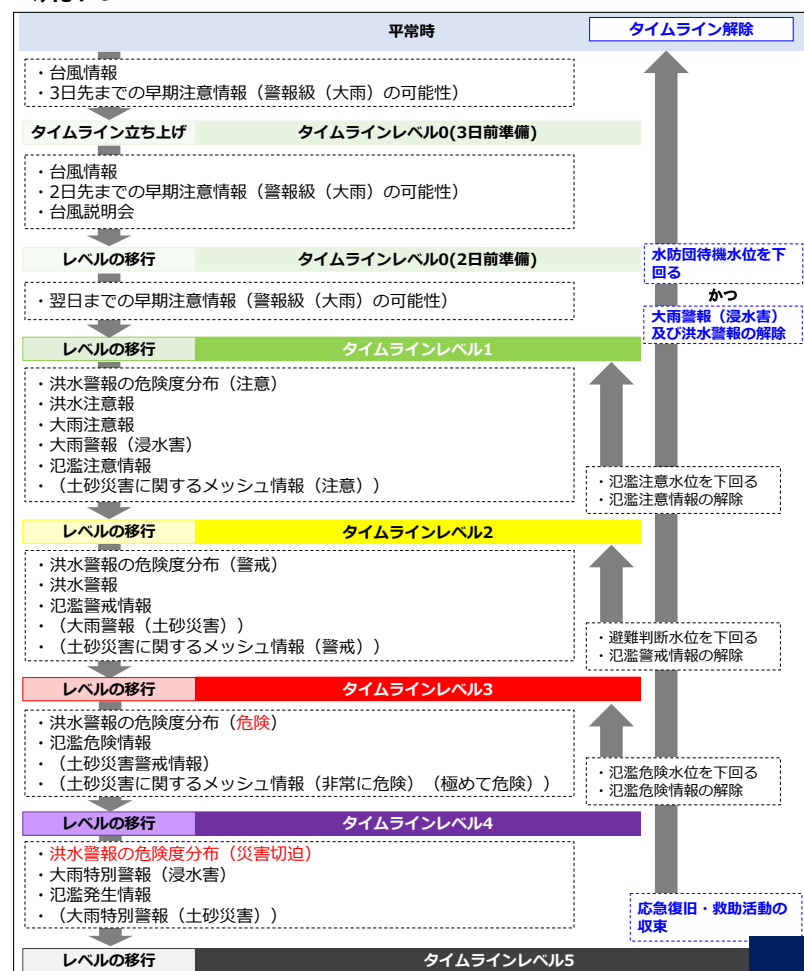 平常時
タイムライン解除
・台風情報
・3日先までの早期注意情報（警報級（大雨）の可能性）
タイムライン立ち上げ
タイムラインレベル0(3日前準備)
・台風情報
・2日先までの早期注意情報（警報級（大雨）の可能性）
・台風説明会
レベルの移行
タイムラインレベル0(2日前準備)
水防団待機水位を下
回る
かつ
大雨警報（浸水害）
及び洪水警報の解除
・翌日までの早期注意情報（警報級（大雨）の可能性）
レベルの移行
タイムラインレベル1
・洪水警報の危険度分布（注意）
・洪水注意報
・大雨注意報
・大雨警報（浸水害）
・氾濫注意情報
・（土砂災害に関するメッシュ情報（注意））
・氾濫注意水位を下回る
・氾濫注意情報の解除
レベルの移行
タイムラインレベル2
・洪水警報の危険度分布（警戒）
・洪水警報
・氾濫警戒情報
・（大雨警報（土砂災害））
・（土砂災害に関するメッシュ情報（警戒））
・避難判断水位を下回る
・氾濫警戒情報の解除
レベルの移行
タイムラインレベル3
・洪水警報の危険度分布（危険）
・氾濫危険情報
・（土砂災害警戒情報）
・（土砂災害に関するメッシュ情報（非常に危険）（極めて危険））
・氾濫危険水位を下回る
・氾濫危険情報の解除
レベルの移行
タイムラインレベル4
・洪水警報の危険度分布（災害切迫）
・大雨特別警報（浸水害）
・氾濫発生情報
・（大雨特別警報（土砂災害））
応急復旧・救助活動の
収束
レベルの移行
タイムラインレベル5